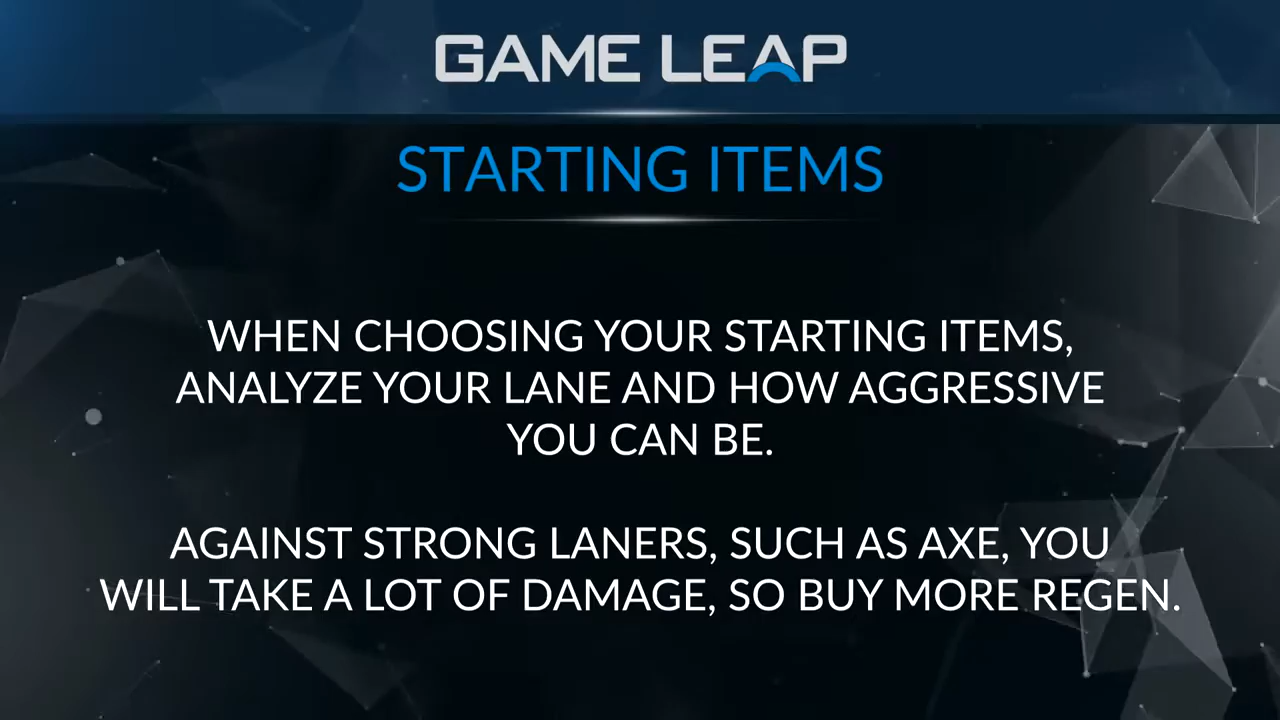 GAME LEAP
STARTING ITEMS
WHEN CHOOSING YOUR STARTING ITEMS,
ANALYZE YOUR LANE AND HOW AGGRESSIVE
YOU CAN BE.
AGAINST STRONG LANERS, SUCH AS AXE, YOU
WILL TAKE A LOT OF DAMAGE, SO BUY MORE REGEN.